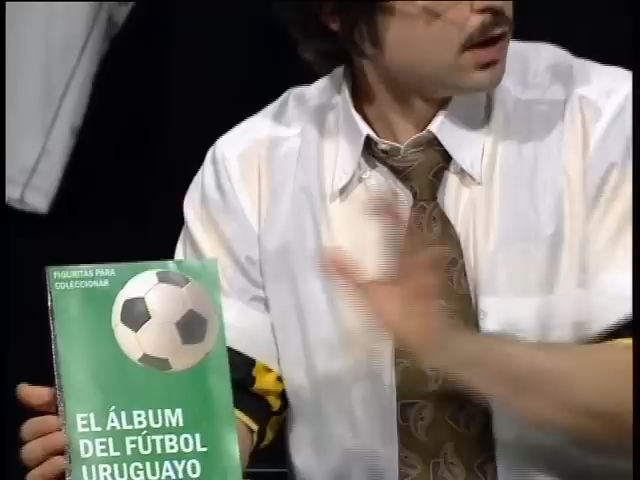 FIGURITAS PARA
COLECCIONAR
EL ÁLBUM
DEL FÚTBOL
URUGUAYO